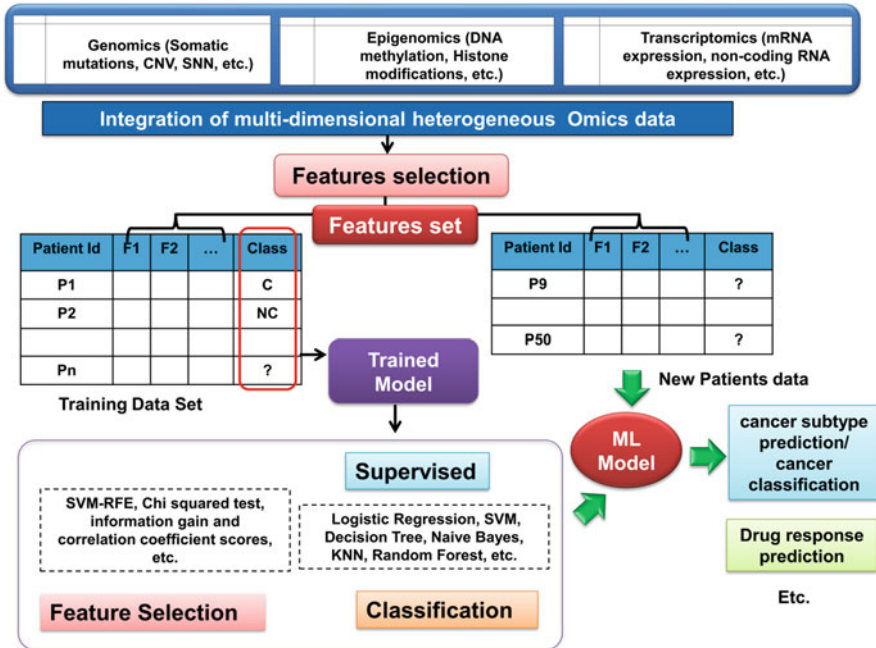 Genomics (Somatic
mutations, CNV, SNN, etc.)
Epigenomics (DNA
methylation, Histone
modifications, etc.)
Transcriptomics (mRNA
expression, non-coding RNA
expression, etc.)
Integration of multi-dimensional heterogeneous Omics data
Features selection
Features set
Patient Id F1 F2 ... Class
P1 C
P2 NC
Pn ?
Training Data Set
Patient Id F1 F2 ... Class
P9 ?
P50 ?
New Patients data
Trained
Model
ML
Model
cancer subtype
prediction/
cancer
classification
Drug response
prediction
Etc.
Supervised
SVM-RFE, Chi squared test,
information gain and
correlation coefficient scores,
etc.
Logistic Regression, SVM,
Decision Tree, Naive Bayes,
KNN, Random Forest, etc.
Feature Selection
Classification